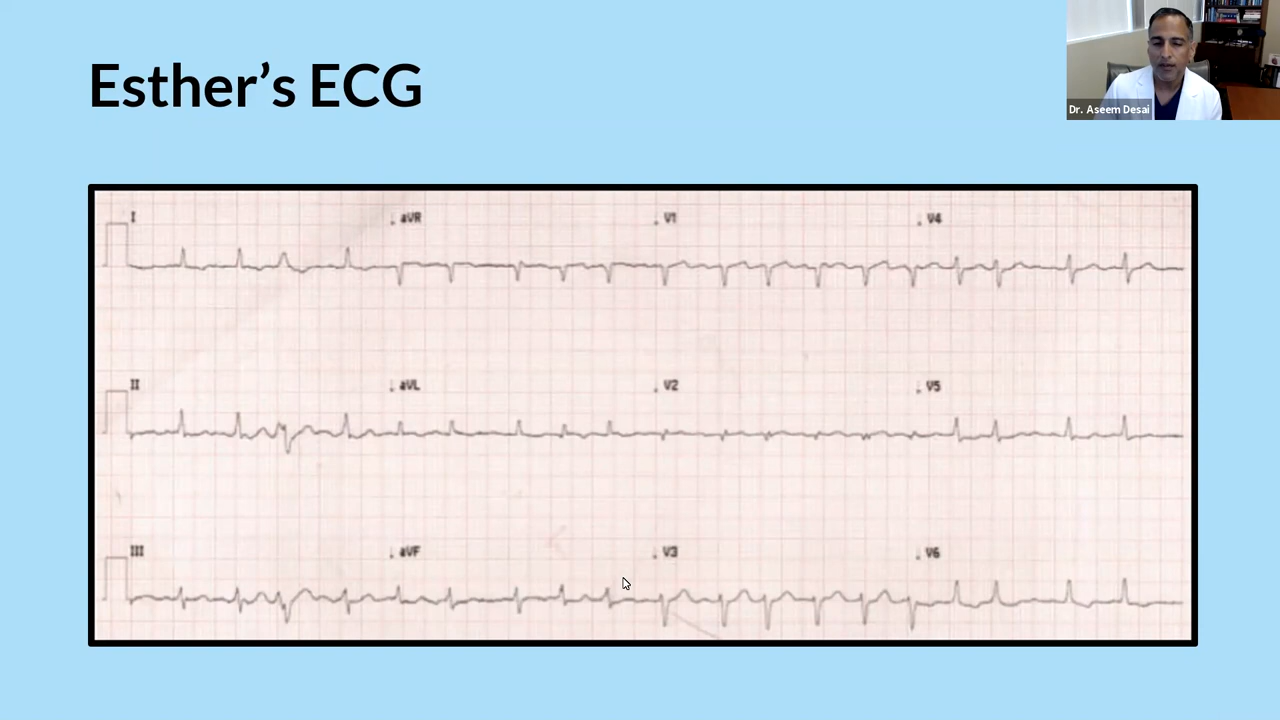 Esther's ECG
Dr. Aseem Desai
I aVR V1 V4
II aVL V2 V5
III aVF V3 V6